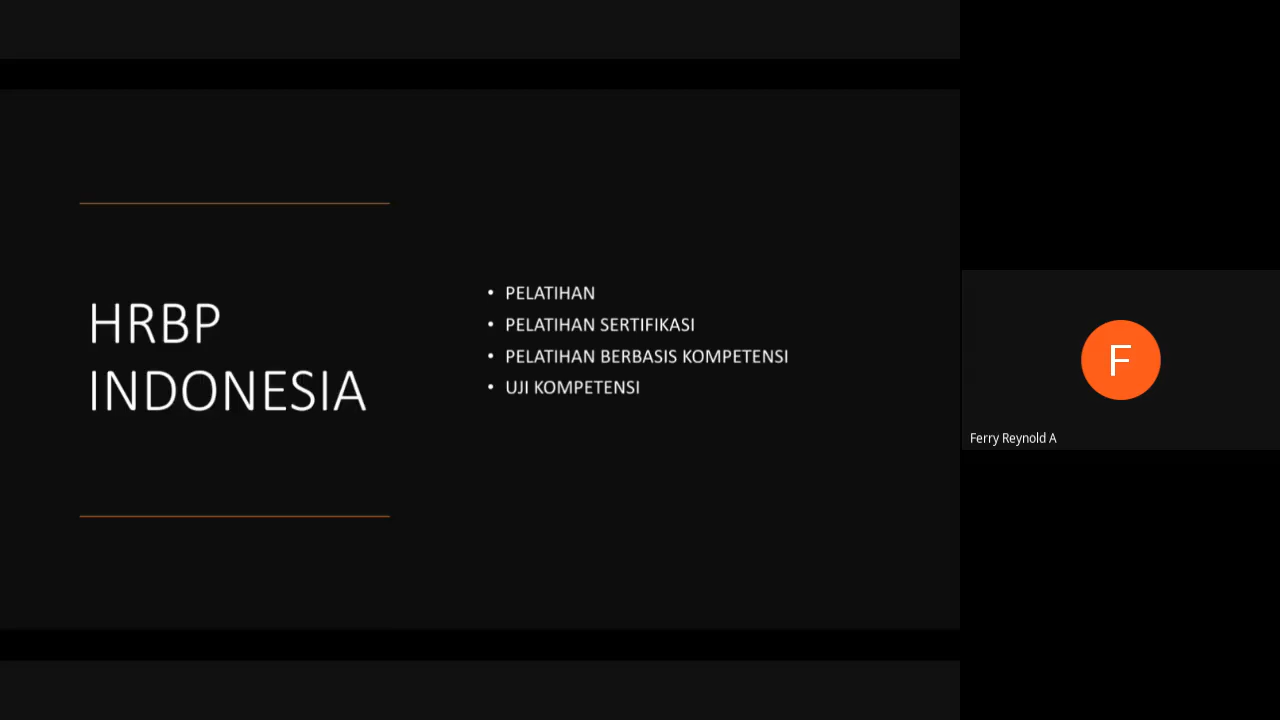 HRBP
INDONESIA
• PELATIHAN
• PELATIHAN SERTIFIKASI
• PELATIHAN BERBASIS KOMPETENSI
• UJI KOMPETENSI
F
Ferry Reynold A